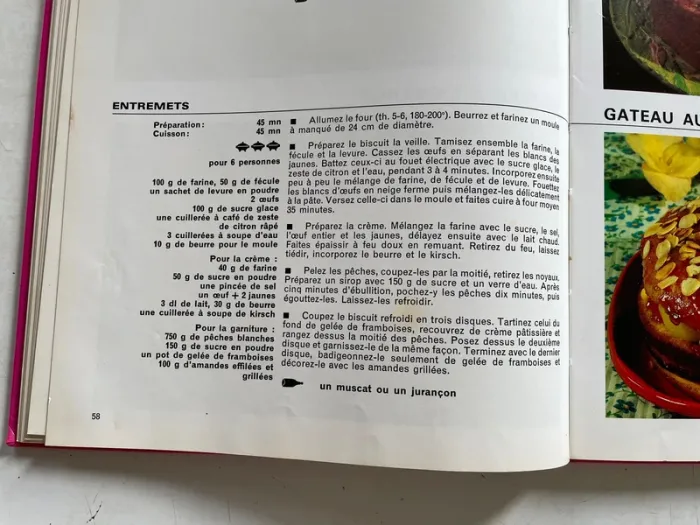 ENTREMETS
Préparation : 45 mn
Cuisson : 45 mn
pour 6 personnes
100 g de farine, 50 g de fécule
un sachet de levure en poudre
2 œufs
100 g de sucre glace
une cuillerée à café de zeste
de citron râpé
3 cuillerées à soupe d'eau
10 g de beurre pour le moule
Pour la crème :
40 g de farine
50 g de sucre en poudre
une pincée de sel
un œuf + 2 jaunes
3 dl de lait, 30 g de beurre
une cuillerée à soupe de kirsch
Pour la garniture :
750 g de pêches blanches
150 g de sucre en poudre
un pot de gelée de framboises
100 g d'amandes effilées et
grillées
■ Allumez le four (th. 5-6, 180-200°). Beurrez et farinez un moule
à manqué de 24 cm de diamètre.
■ Préparez le biscuit la veille. Tamisez ensemble la farine, la
fécule et la levure. Cassez les œufs en séparant les blancs des
jaunes. Battez ceux-ci au fouet électrique avec le sucre glace, le
zeste de citron et l'eau, pendant 3 à 4 minutes. Incorporez ensuite
peu à peu le mélange de farine, de fécule et de levure. Fouettez
les blancs d'œufs en neige ferme puis mélangez-les délicatement
à la pâte. Versez celle-ci dans le moule et faites cuire à four moyen
35 minutes.
■ Préparez la crème. Mélangez la farine avec le sucre, le sel,
l'œuf entier et les jaunes, délayez ensuite avec le lait chaud.
Faites épaissir à feu doux en remuant. Retirez du feu, laissez
tiédir, incorporez le beurre et le kirsch.
■ Pelez les pêches, coupez-les par la moitié, retirez les noyaux.
Préparez un sirop avec 150 g de sucre et un verre d'eau. Après
cinq minutes d'ébullition, pochez-y les pêches dix minutes, puis
égouttez-les. Laissez-les refroidir.
■ Coupez le biscuit refroidi en trois disques. Tartinez celui du
fond de gelée de framboises, recouvrez de crème pâtissière et
rangez dessus la moitié des pêches. Posez dessus le deuxième
disque et garnissez-le de la même façon. Terminez avec le dernier
disque, badigeonnez-le seulement de gelée de framboises et
décorez-le avec les amandes grillées.
un muscat ou un jurançon
58
GATEAU AU